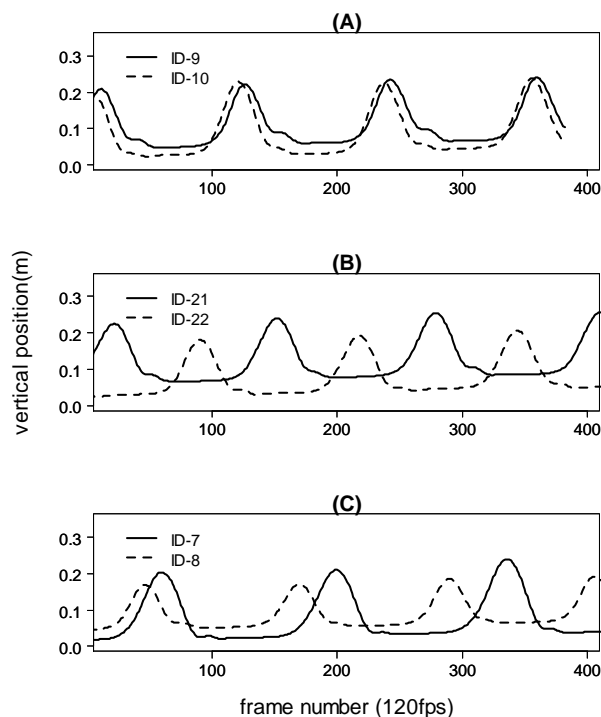 (A)
ID-9
ID-10
0.3
0.2
0.1
0.0
100 200 300 400
(B)
ID-21
ID-22
0.3
0.2
0.1
0.0
100 200 300 400
vertical position(m)
(C)
ID-7
ID-8
0.3
0.2
0.1
0.0
100 200 300 400
frame number (120fps)